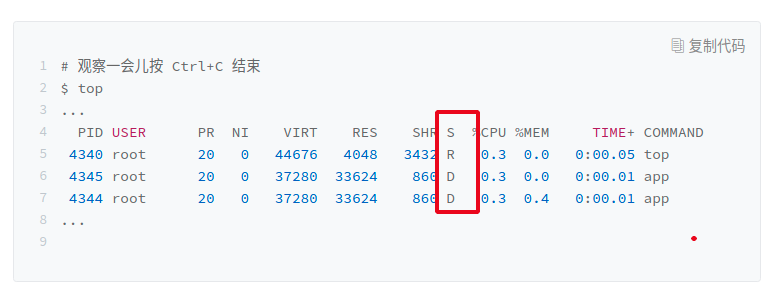 复制代码
1 # 观察一会儿按 Ctrl+C 结束
2 $ top
3 ...
4 PID USER PR NI VIRT RES SHR S %CPU %MEM TIME+ COMMAND
5 4340 root 20 0 44676 4048 3432 R 0.3 0.0 0:00.05 top
6 4345 root 20 0 37280 33624 860 D 0.3 0.0 0:00.01 app
7 4344 root 20 0 37280 33624 860 D 0.3 0.4 0:00.01 app
8 ...
9